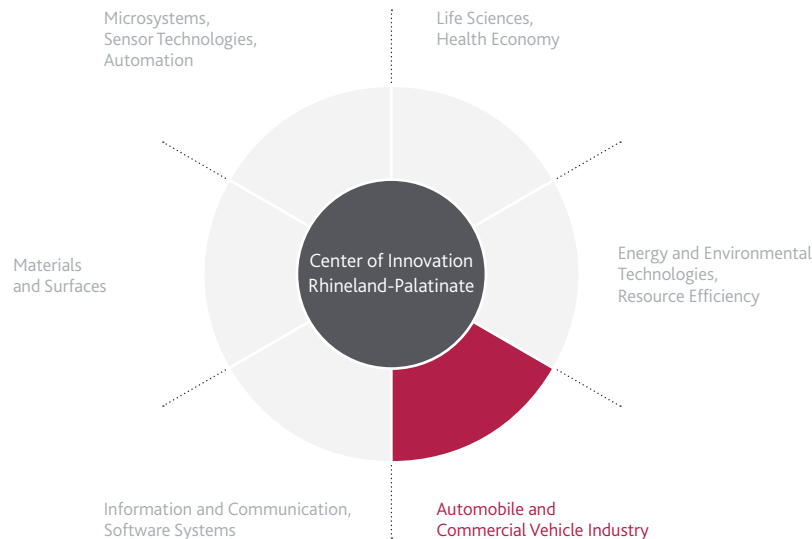 Microsystems,
Sensor Technologies,
Automation
Life Sciences,
Health Economy
Materials
and Surfaces
Center of Innovation
Rhineland-Palatinate
Energy and Environmental
Technologies,
Resource Efficiency
Information and Communication,
Software Systems
Automobile and
Commercial Vehicle Industry